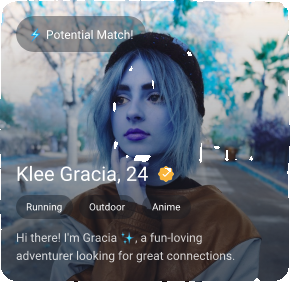 ⚡ Potential Match!
Klee Gracia, 24
Running Outdoor Anime
Hi there! I'm Gracia ✨, a fun-loving
adventurer looking for great connections.